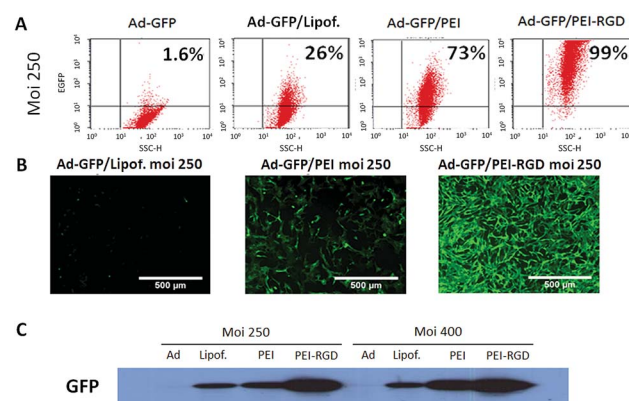 A
Ad-GFP
Ad-GFP/Lipof.
Ad-GFP/PEI
Ad-GFP/PEI-RGD
Moi 250
EGFP
1.6%
26%
73%
99%
SSC-H
SSC-H
SSC-H
SSC-H
B
Ad-GFP/Lipof. moi 250
Ad-GFP/PEI moi 250
Ad-GFP/PEI-RGD moi 250
500 µm
500 µm
500 µm
C
Moi 250
Moi 400
Ad Lipof. PEI PEI-RGD Ad Lipof. PEI PEI-RGD
GFP